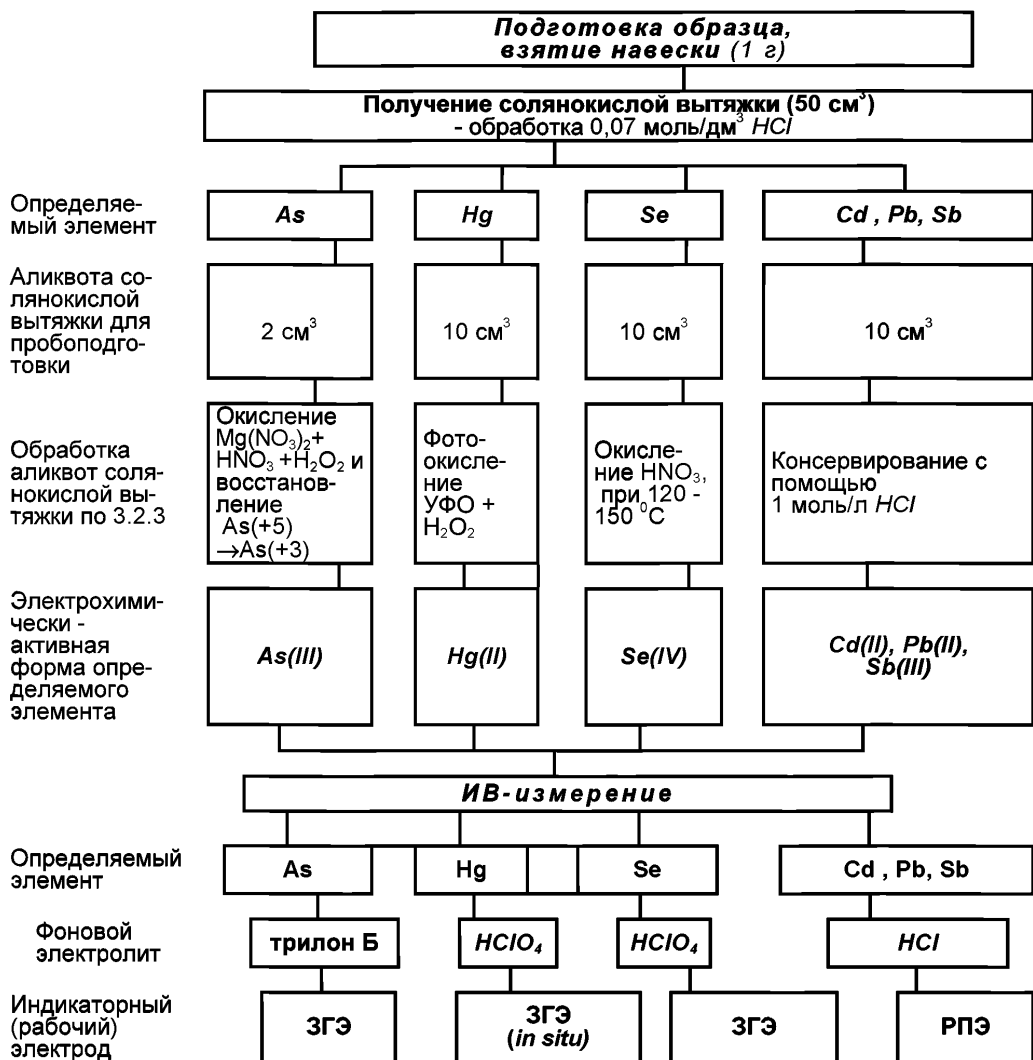 Подготовка образца,
взятие навески (1 г)
Получение солянокислой вытяжки (50 см³)
- обработка 0,07 моль/дм³ HCl
Определяе-
мый элемент
As
Hg
Se
Cd , Pb, Sb
Аликвота со-
лянокислой
вытяжки для
пробоподго-
товки
2 см³
10 см³
10 см³
10 см³
Обработка
аликвот соля-
нокислой вы-
тяжки по 3.2.3
Окисление
Mg(NO₃)₂+
HNO₃ +H₂O₂ и
восстанов-
ление
As(+5)
→As(+3)
Фото-
окисле-
ние
УФО +
H₂O₂
Окисле-
ние HNO₃,
при 120 -
150 ⁰С
Консервирование с
помощью
1 моль/л HCl
Электрохими-
чески -
активная
форма опре-
деляемого
элемента
As(III)
Hg(II)
Se(IV)
Cd(II), Pb(II),
Sb(III)
ИВ-измерение
Определяемый
элемент
As
Hg
Se
Cd , Pb, Sb
Фоновой
электролит
трилон Б
HClO₄
HClO₄
HCl
Индикаторный
(рабочий)
электрод
ЗГЭ
ЗГЭ
(in situ)
ЗГЭ
РПЭ